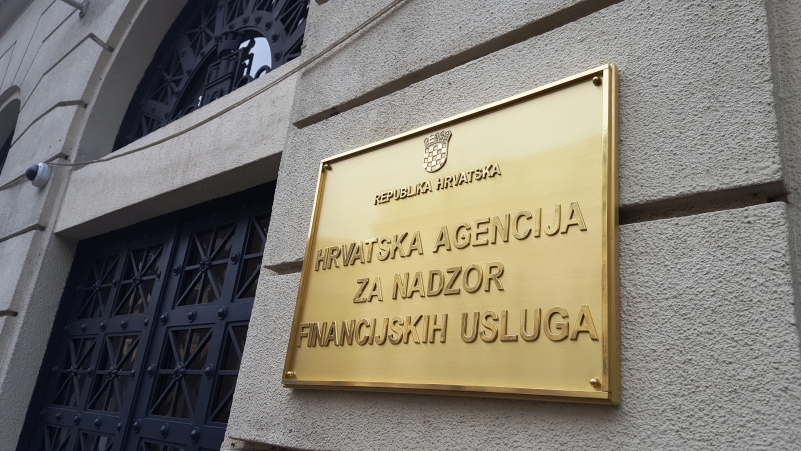 REPUBLIKA HRVATSKA
HRVATSKA AGENCIJA
ZA NADZOR
FINANCIJSKIH USLUGA